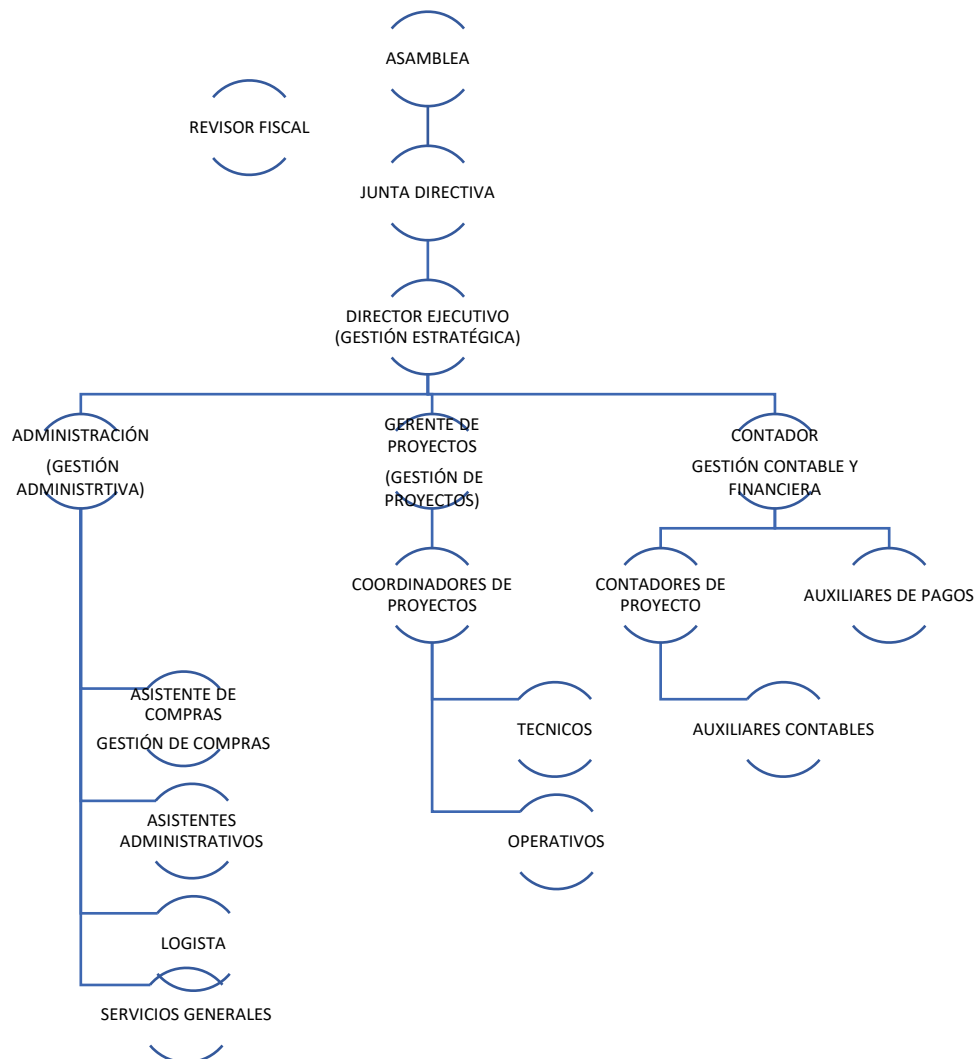 ASAMBLEA
REVISOR FISCAL
JUNTA DIRECTIVA
DIRECTOR EJECUTIVO
(GESTIÓN ESTRATÉGICA)
ADMINISTRACIÓN
(GESTIÓN
ADMINISTRTIVA)
GERENTE DE
PROYECTOS
(GESTIÓN DE
PROYECTOS)
CONTADOR
GESTIÓN CONTABLE Y
FINANCIERA
COORDINADORES DE
PROYECTOS
CONTADORES DE
PROYECTO
AUXILIARES DE PAGOS
ASISTENTE DE
COMPRAS
GESTIÓN DE COMPRAS
TECNICOS
AUXILIARES CONTABLES
ASISTENTES
ADMINISTRATIVOS
OPERATIVOS
LOGISTA
SERVICIOS GENERALES